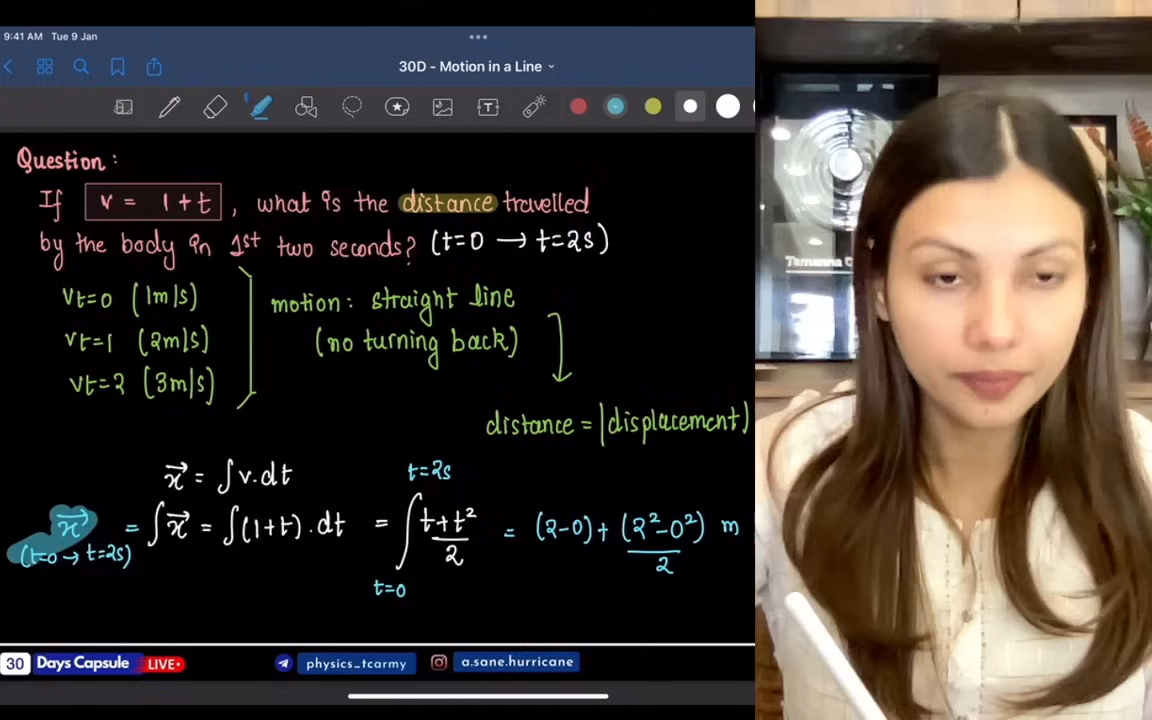 9:41 AM Tue 9 Jan
30D - Motion in a Line
Question :
If v = 1 + t , what is the distance travelled
by the body in 1st two seconds? (t=0 → t=2s)
vt=0 (1m/s)
vt=1 (2m/s)
vt=2 (3m/s)
motion: straight line
(no turning back)
distance = |displacement)
x⃗ = ∫v.dt
t=2s
x⃗ = ∫x⃗ = ∫(1+t).dt = ∫ t+t²/2 = (2-0) + (2²-0²)/2 m
(t=0 → t=2s)
t=0
30 Days Capsule LIVE
physics_tcarmy
a.sane.hurricane
Tamanna C